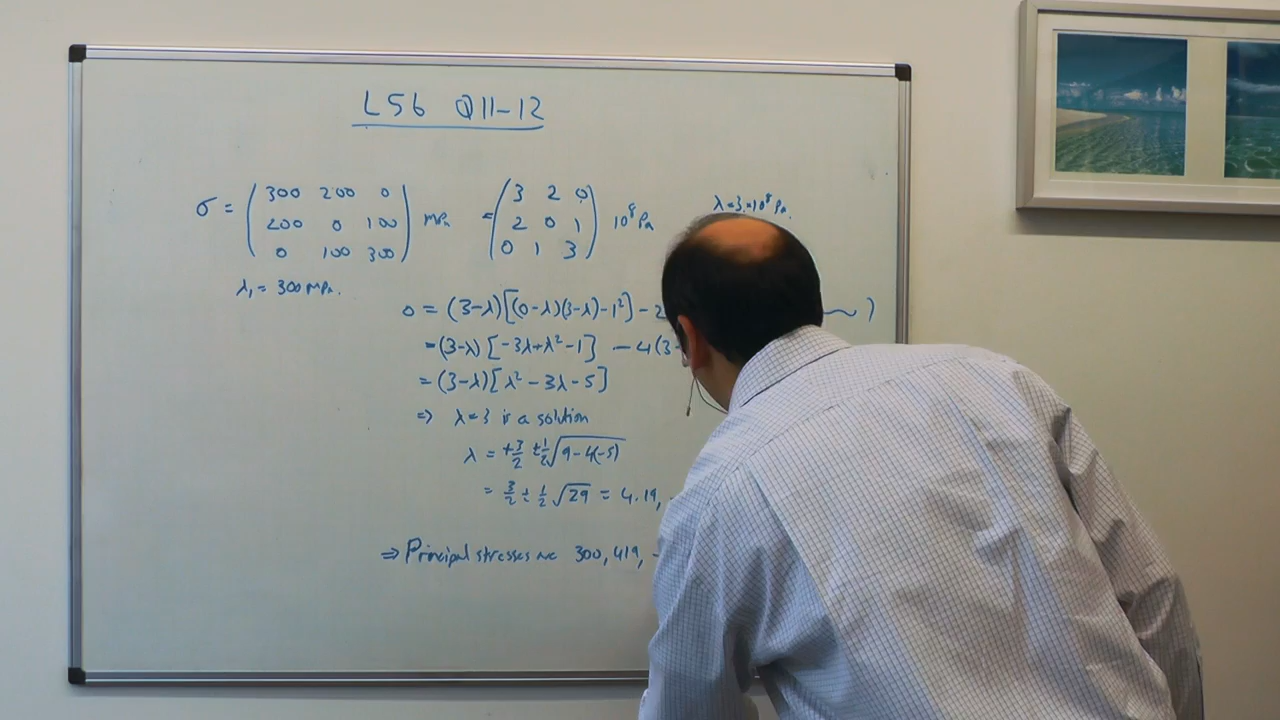 L56 Q11-12
σ = (300 200 0 / 200 0 100 / 0 100 300) MPa = (3 2 0 / 2 0 1 / 0 1 3) 10⁸ Pa
λ=3.×10⁸ Pa.
λ₁ = 300 MPa.
0 = (3-λ)[(0-λ)(3-λ)-1²] - 2 ~ )
= (3-λ) [-3λ+λ²-1] - 4(3-
= (3-λ)[λ² - 3λ - 5]
⇒ λ=3 is a solution
λ = +3/2 ± 1/2 √(9-4(-5))
= 3/2 ± 1/2 √29 = 4.19, -
⇒ Principal stresses are 300, 419, -